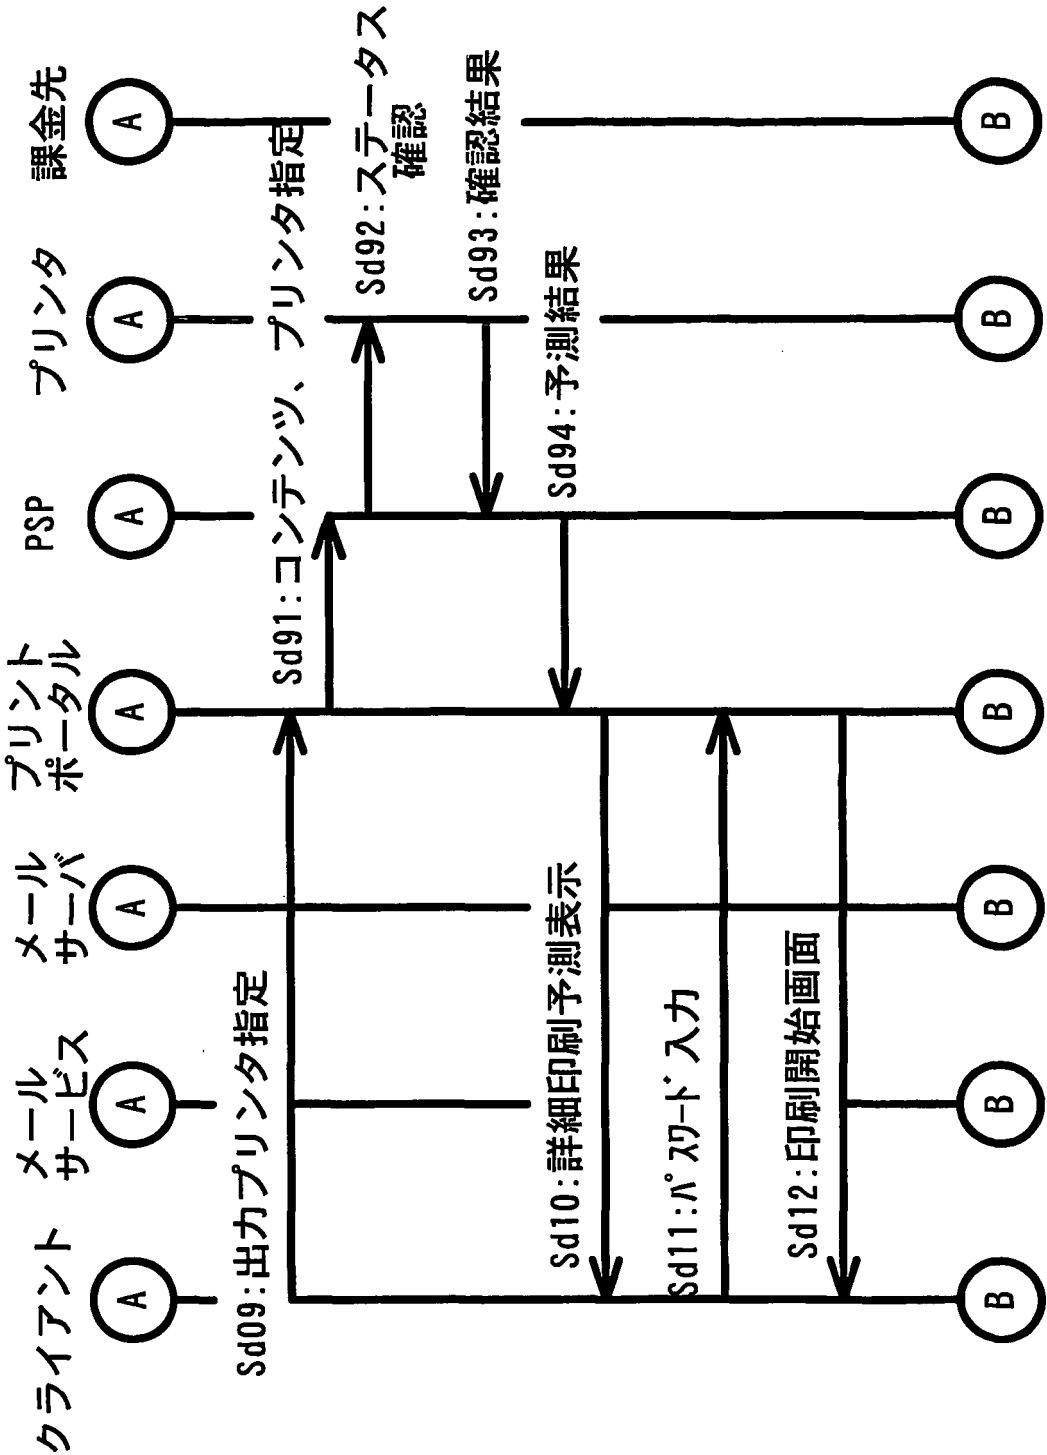 クライアント
メール
サービス
メール
サーバ
プリント
ポータル
PSP
プリンタ
課金先
A
A
A
A
A
A
A
Sd09:出力プリンタ指定
Sd91:コンテンツ、プリンタ指定
Sd92:ステータス
確認
Sd93:確認結果
Sd94:予測結果
Sd10:詳細印刷予測表示
Sd11:ﾊﾟｽﾜｰﾄﾞ入力
Sd12:印刷開始画面
B
B
B
B
B
B
B